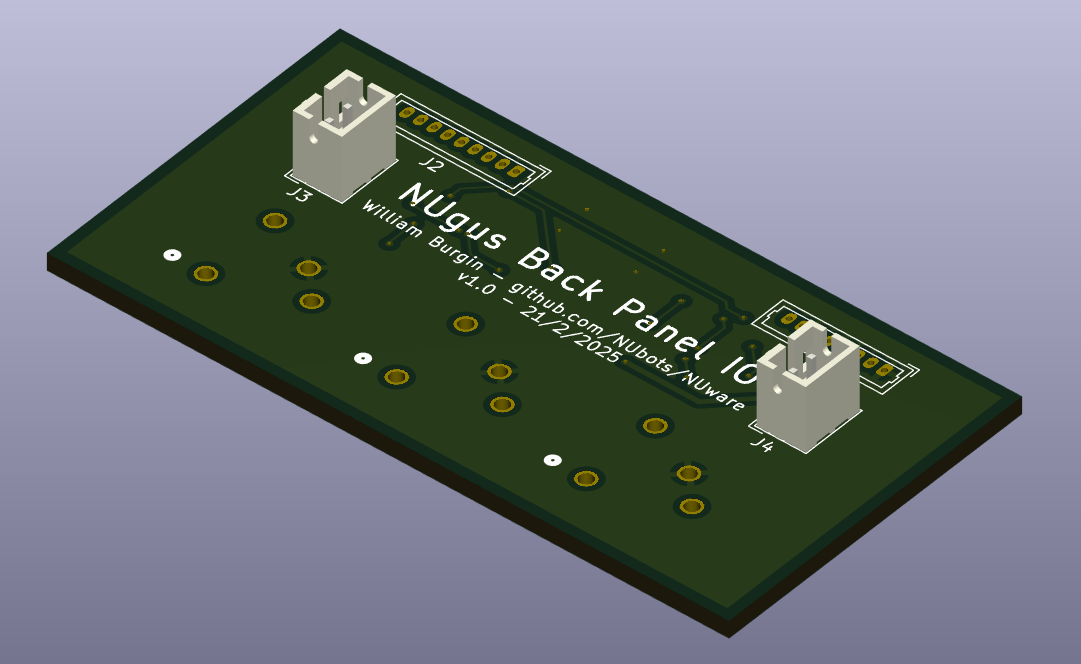 J2
J3
NUgus Back Panel IO
William Burgin - github.com/NUbots/NUware
v1.0 - 21/2/2025
J4